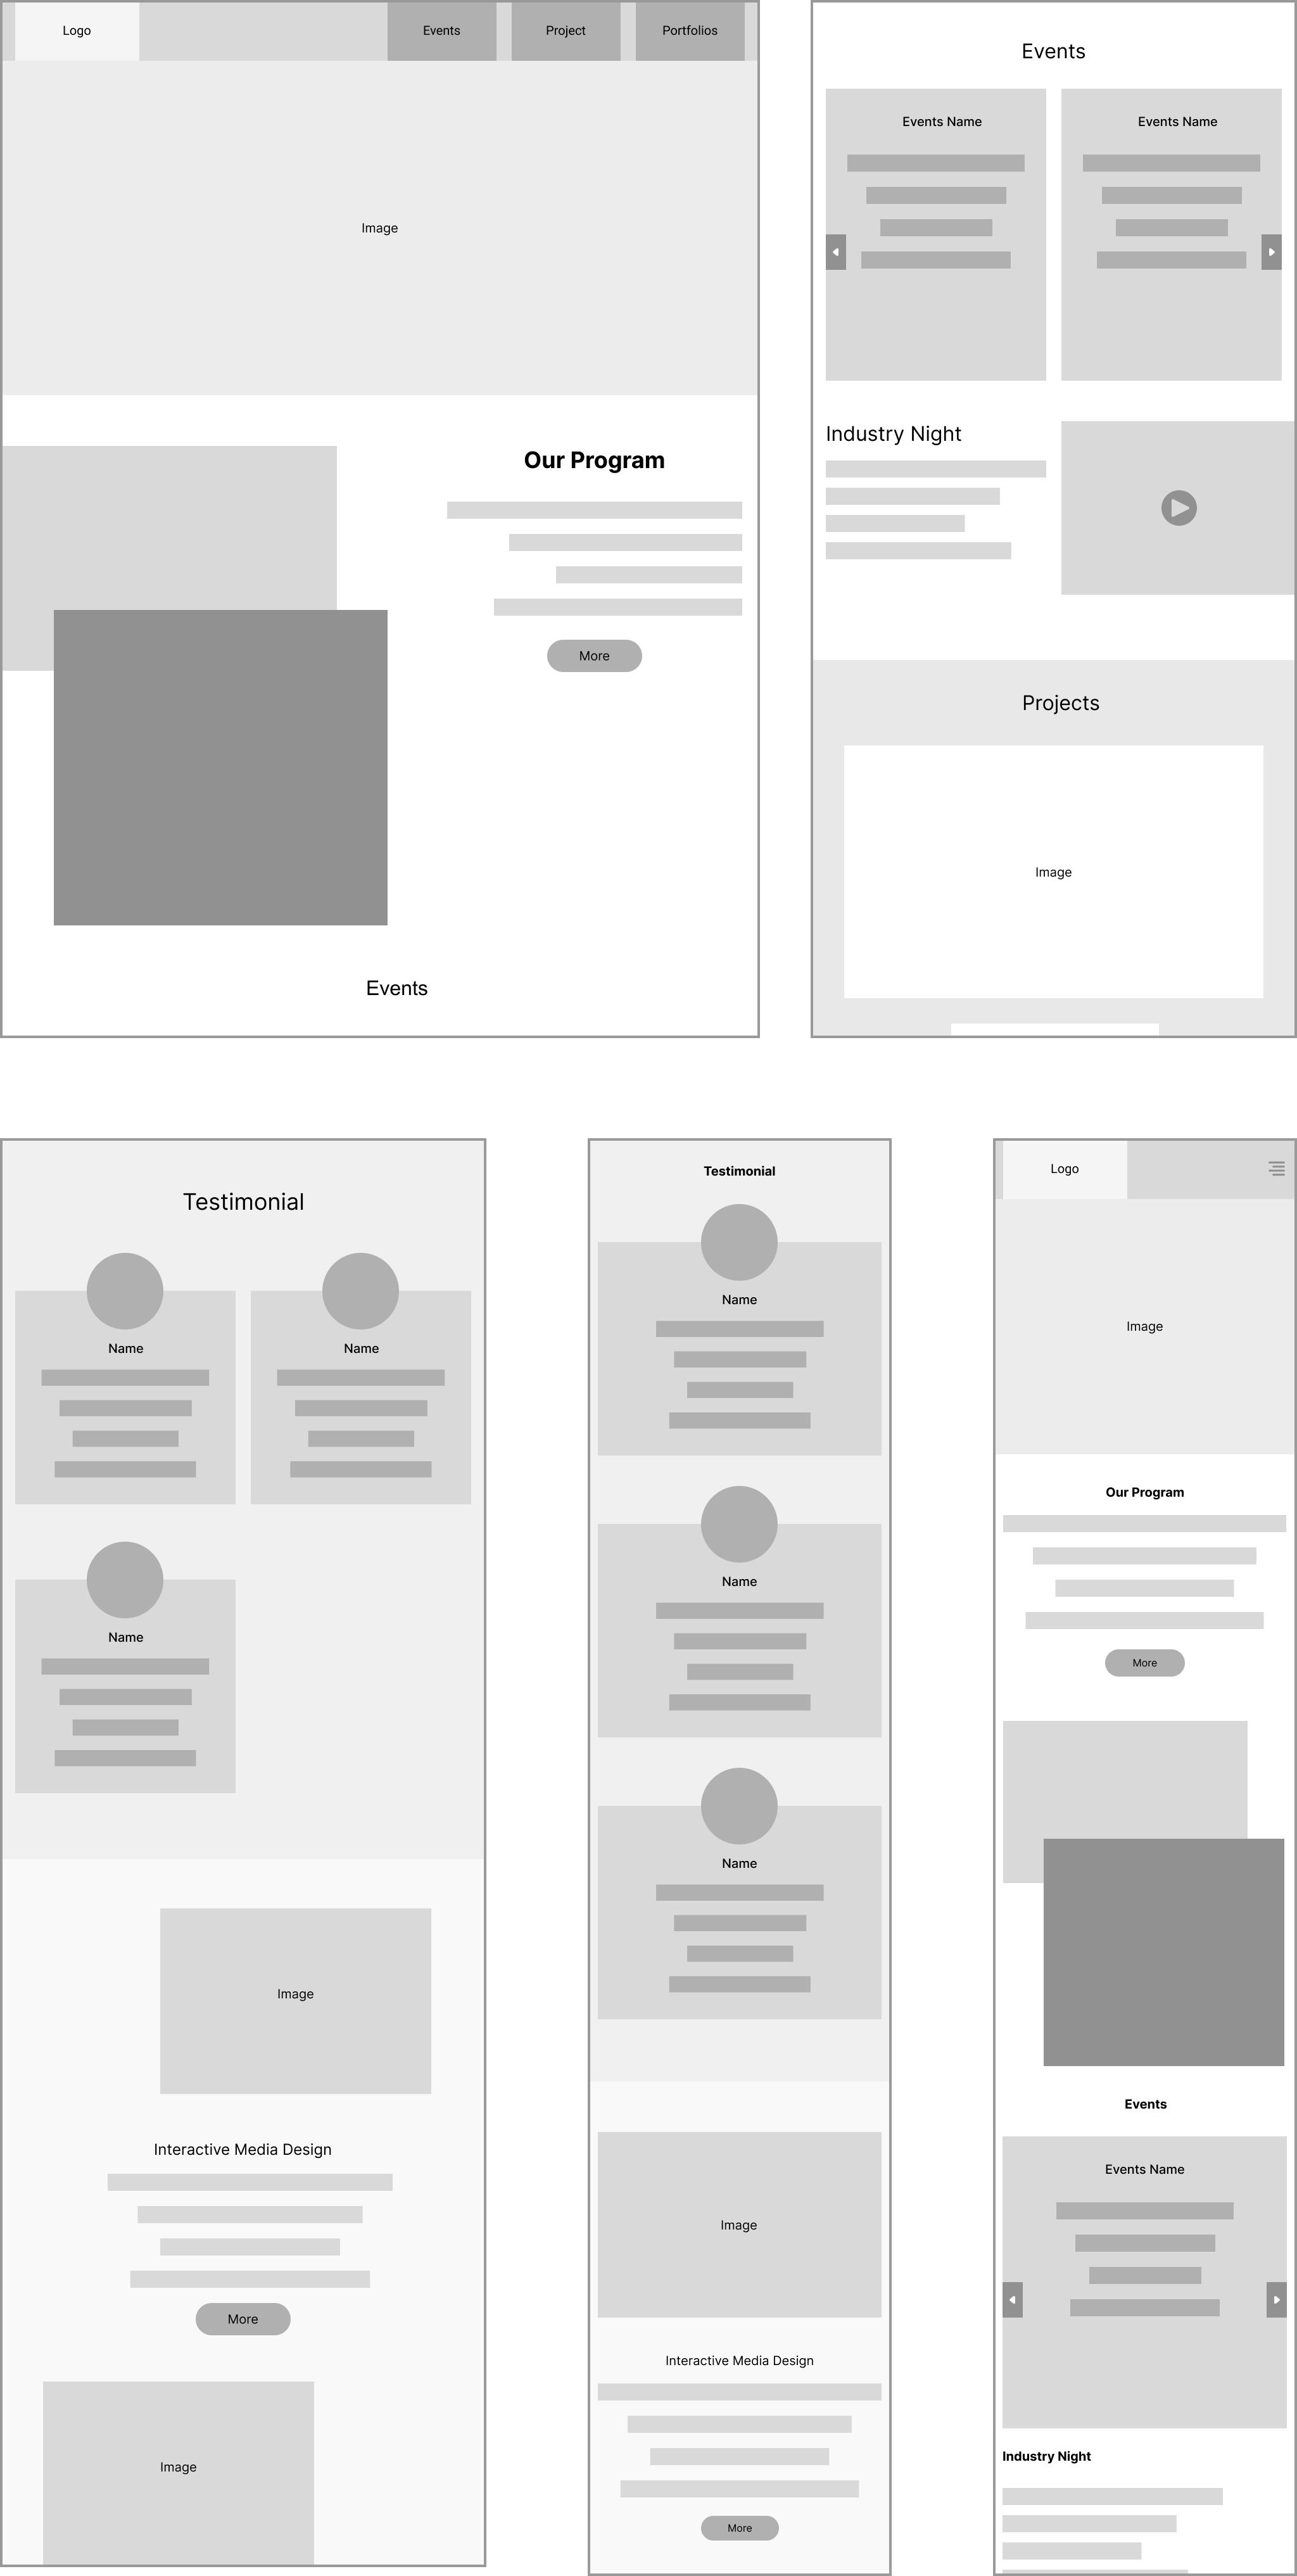 Logo
Events
Project
Portfolios
Image
Our Program
More
Events
Events
Events Name
Events Name
Industry Night
Projects
Image
Testimonial
Name
Name
Name
Image
Interactive Media Design
More
Image
Testimonial
Name
Name
Name
Image
Interactive Media Design
More
Logo
Image
Our Program
More
Events
Events Name
Industry Night